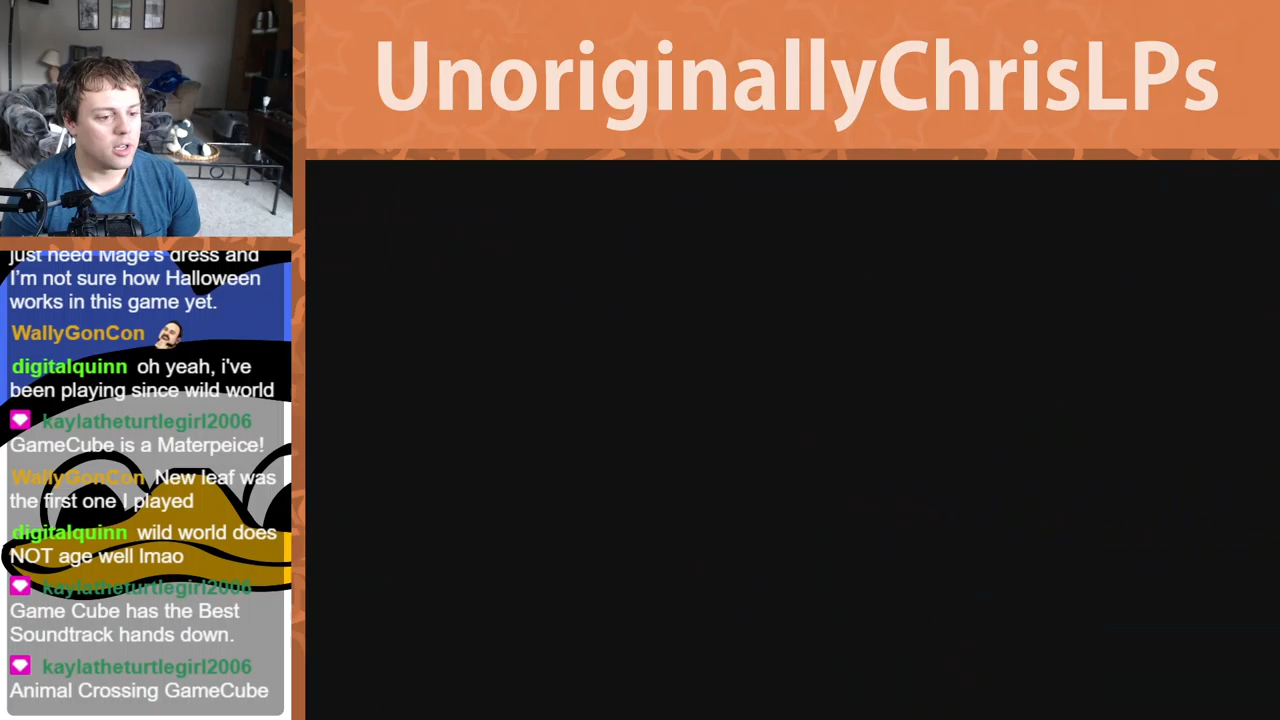 UnoriginallyChrisLPs
just need Mage's dress and
I'm not sure how Halloween
works in this game yet.
WallyGonCon
digitalquinn oh yeah, i've
been playing since wild world
kaylatheturtlegirl2006
GameCube is a Materpeice!
WallyGonCon New leaf was
the first one I played
digitalquinn wild world does
NOT age well lmao
kaylatheturtlegirl2006
Game Cube has the Best
Soundtrack hands down.
kaylatheturtlegirl2006
Animal Crossing GameCube